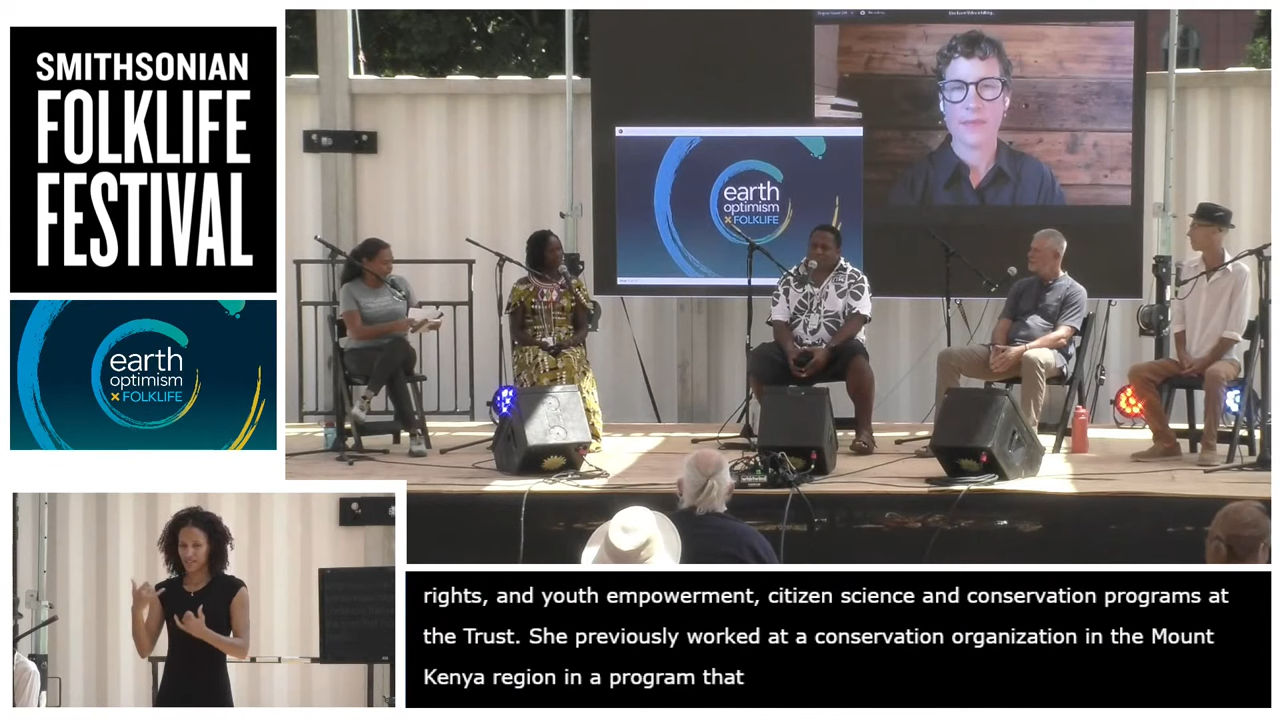 SMITHSONIAN
FOLKLIFE
FESTIVAL
earth
optimism
× FOLKLIFE
earth
optimism
× FOLKLIFE
rights, and youth empowerment, citizen science and conservation programs at
the Trust. She previously worked at a conservation organization in the Mount
Kenya region in a program that